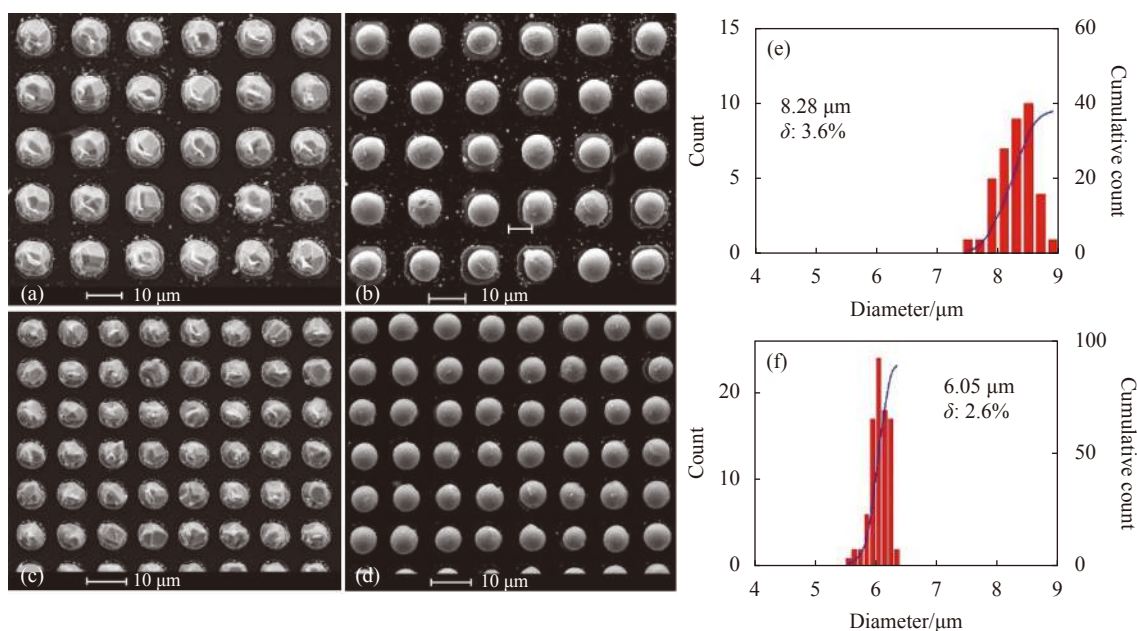 (a)
10 μm
(b)
10 μm
(c)
10 μm
(d)
10 μm
(e)
8.28 μm
δ: 3.6%
Count
15
10
5
0
Cumulative count
60
40
20
0
4 5 6 7 8 9
Diameter/μm
(f)
6.05 μm
δ: 2.6%
Count
20
10
0
Cumulative count
100
50
0
4 5 6 7 8 9
Diameter/μm